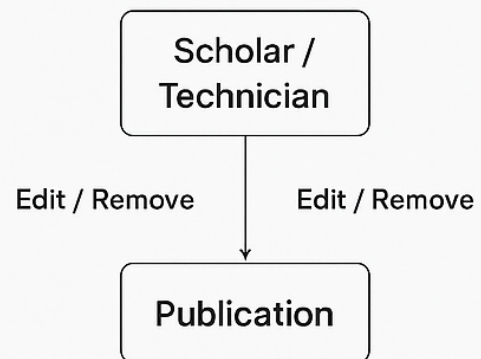 Scholar /
Technician
Edit / Remove
Edit / Remove
Publication